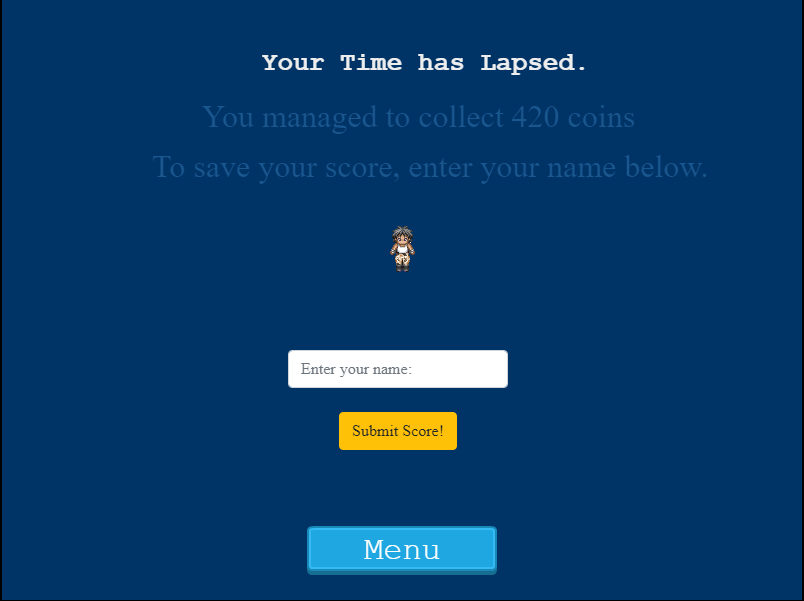 Your Time has Lapsed.
You managed to collect 420 coins
To save your score, enter your name below.
Enter your name:
Submit Score!
Menu